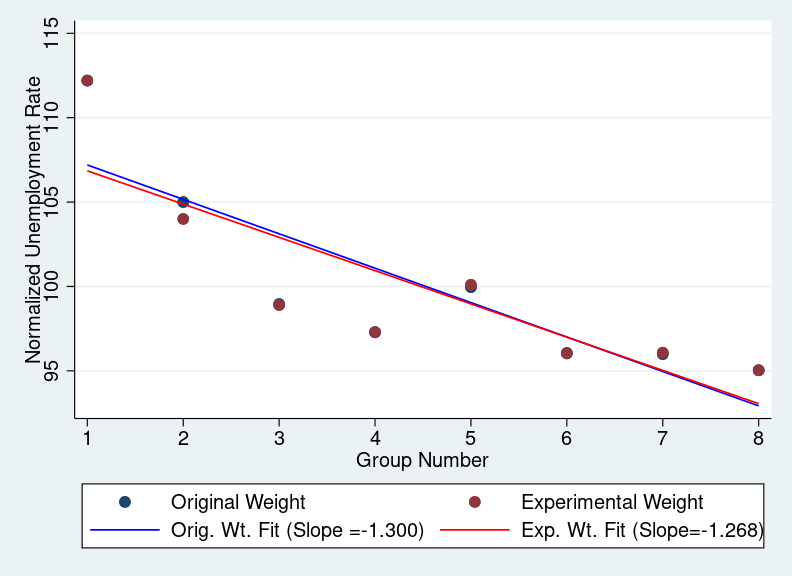 Normalized Unemployment Rate
115
110
105
100
95
1 2 3 4 5 6 7 8
Group Number
Original Weight Experimental Weight
Orig. Wt. Fit (Slope =-1.300) Exp. Wt. Fit (Slope=-1.268)